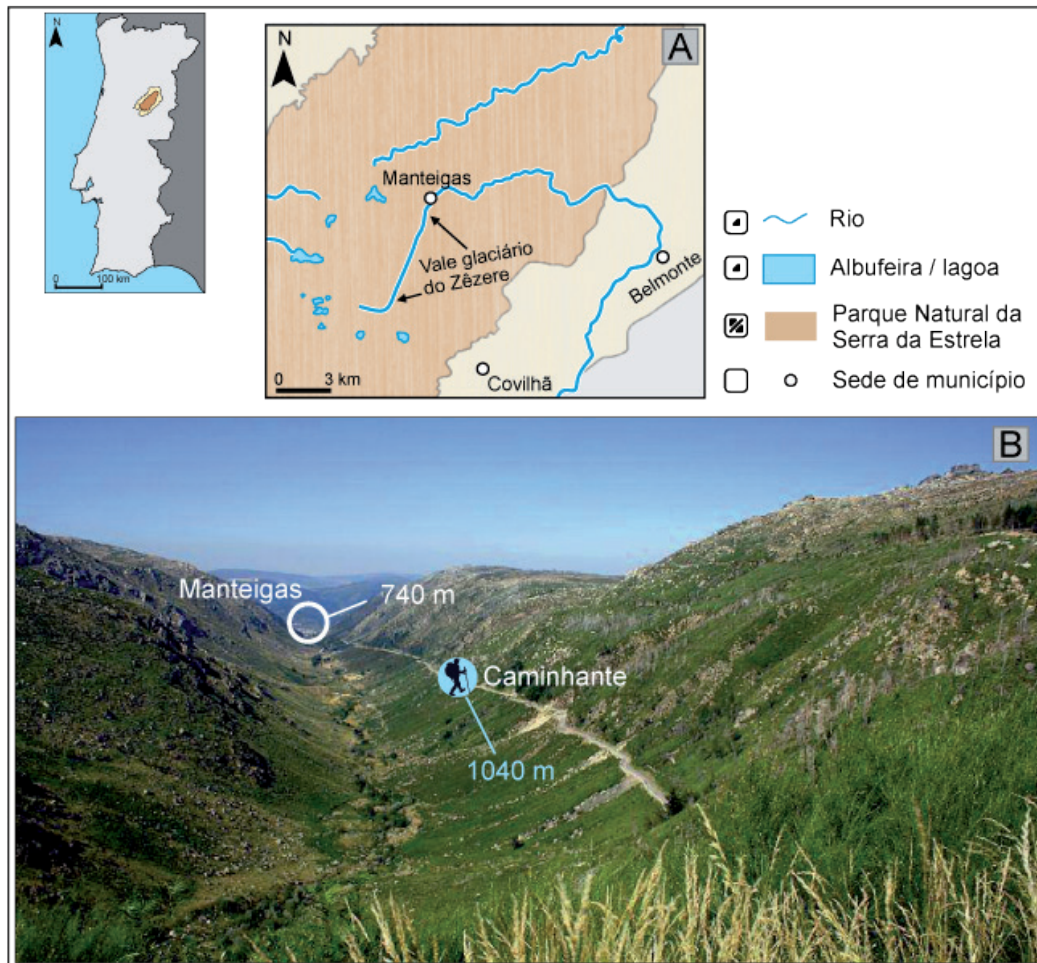 N
0 100 km
A
N
Manteigas
Vale glaciário
do Zêzere
Belmonte
Covilhã
0 3 km
Rio
Albufeira / lagoa
Parque Natural da
Serra da Estrela
Sede de município
B
Manteigas
740 m
Caminhante
1040 m